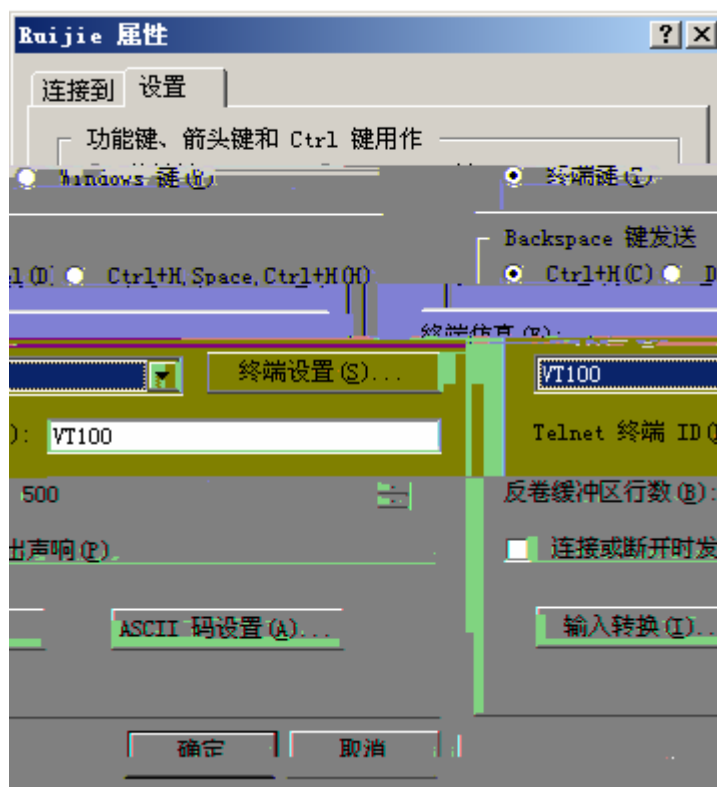 Ruijie 属性
连接到 设置
功能键、箭头键和 Ctrl 键用作
Windows 键(W) 终端键(T)
Backspace 键发送
l(D) Ctrl+H, Space, Ctrl+H(H) Ctrl+H(C) D
终端仿真(E):
终端设置(S)... VT100
): VT100 Telnet 终端 ID(
500 反卷缓冲区行数(B):
出声响(P) 连接或断开时发
ASCII 码设置(A)... 输入转换(I)..
确定 取消